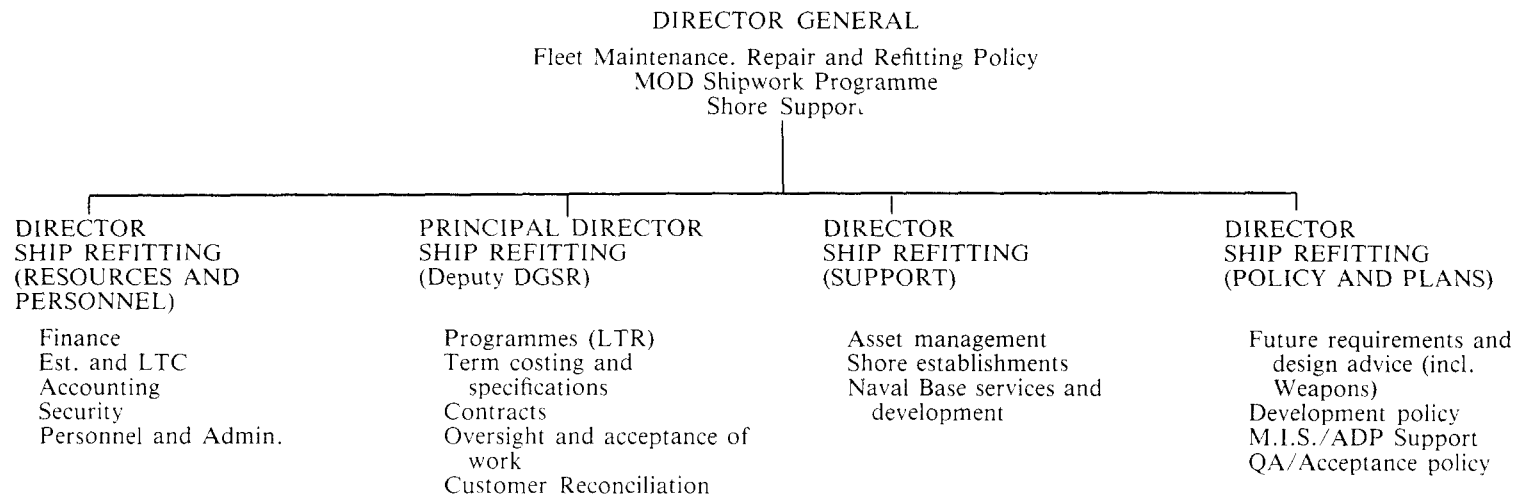 DIRECTOR GENERAL
Fleet Maintenance. Repair and Refitting Policy
MOD Shipwork Programme
Shore Support
DIRECTOR
SHIP REFITTING
(RESOURCES AND
PERSONNEL)
Finance
Est. and LTC
Accounting
Security
Personnel and Admin.
PRINCIPAL DIRECTOR
SHIP REFITTING
(Deputy DGSR)
Programmes (LTR)
Term costing and
specifications
Contracts
Oversight and acceptance of
work
Customer Reconciliation
DIRECTOR
SHIP REFITTING
(SUPPORT)
Asset management
Shore establishments
Naval Base services and
development
DIRECTOR
SHIP REFITTING
(POLICY AND PLANS)
Future requirements and
design advice (incl.
Weapons)
Development policy
M.I.S./ADP Support
QA/Acceptance policy